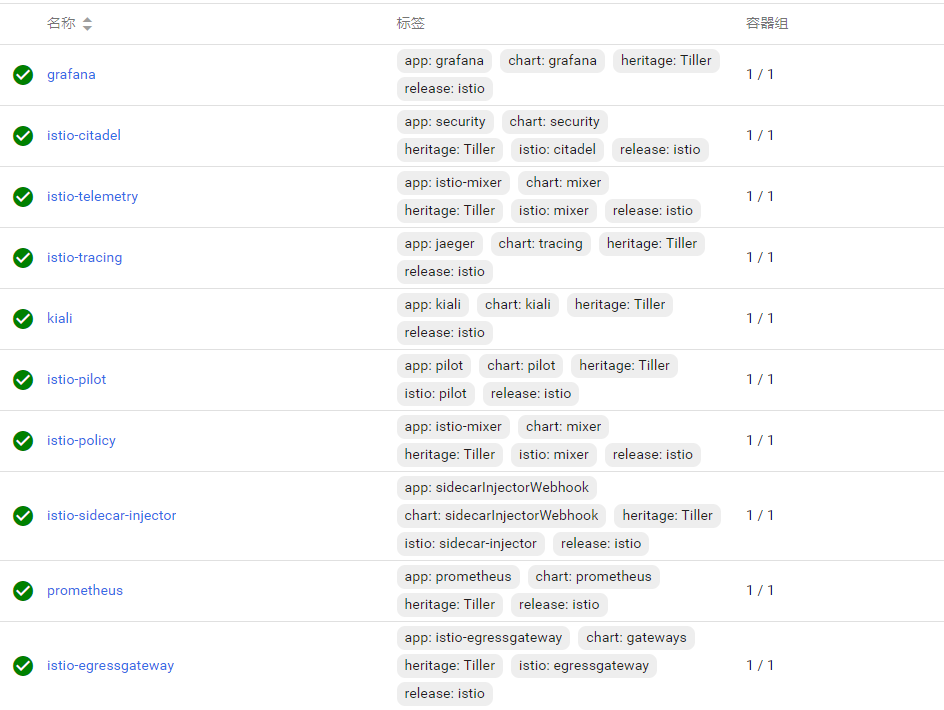 名称 标签 容器组
app: grafana chart: grafana heritage: Tiller
grafana 1 / 1
release: istio
app: security chart: security
istio-citadel 1 / 1
heritage: Tiller istio: citadel release: istio
app: istio-mixer chart: mixer
istio-telemetry 1 / 1
heritage: Tiller istio: mixer release: istio
app: jaeger chart: tracing heritage: Tiller
istio-tracing 1 / 1
release: istio
app: kiali chart: kiali heritage: Tiller
kiali 1 / 1
release: istio
app: pilot chart: pilot heritage: Tiller
istio-pilot 1 / 1
istio: pilot release: istio
app: istio-mixer chart: mixer
istio-policy 1 / 1
heritage: Tiller istio: mixer release: istio
app: sidecarInjectorWebhook
istio-sidecar-injector chart: sidecarInjectorWebhook heritage: Tiller 1 / 1
istio: sidecar-injector release: istio
app: prometheus chart: prometheus
prometheus 1 / 1
heritage: Tiller release: istio
app: istio-egressgateway chart: gateways
istio-egressgateway heritage: Tiller istio: egressgateway 1 / 1
release: istio